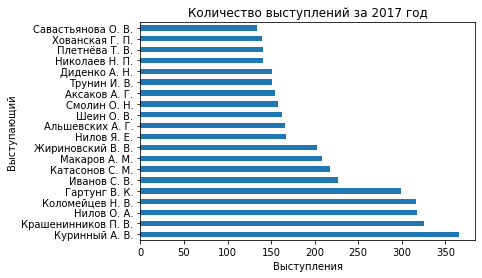 Количество выступлений за 2017 год
Савастьянова О. В.
Хованская Г. П.
Плетнёва Т. В.
Николаев Н. П.
Диденко А. Н.
Трунин И. В.
Аксаков А. Г.
Смолин О. Н.
Шеин О. В.
Альшевских А. Г.
Нилов Я. Е.
Жириновский В. В.
Макаров А. М.
Катасонов С. М.
Иванов С. В.
Гартунг В. К.
Коломейцев Н. В.
Нилов О. А.
Крашенинников П. В.
Куринный А. В.
Выступающий
0 50 100 150 200 250 300 350
Выступления